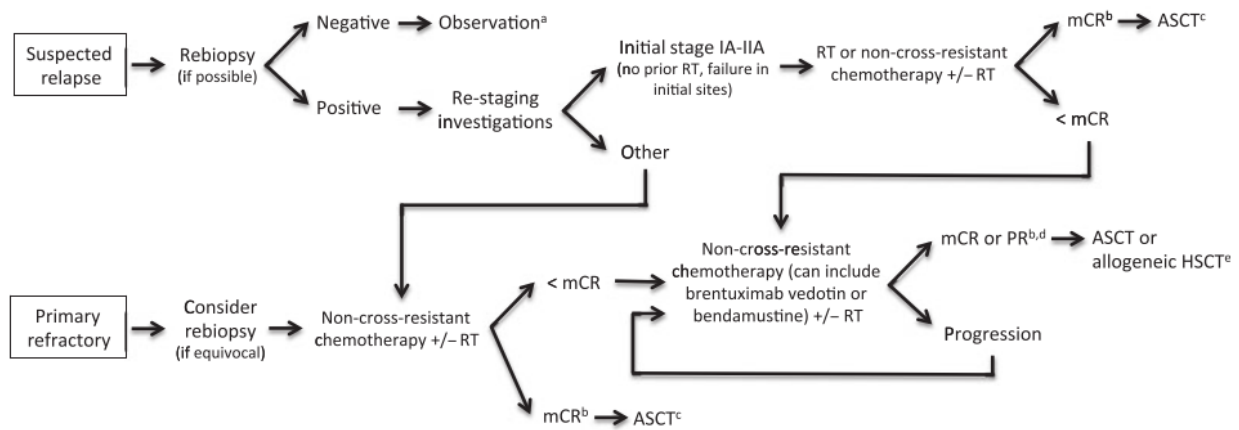 Suspected
relapse
Rebiopsy
(if possible)
Negative
Observationᵃ
Positive
Re-staging
investigations
Initial stage IA-IIA
(no prior RT, failure in
initial sites)
RT or non-cross-resistant
chemotherapy +/– RT
mCRᵇ
ASCTᶜ
< mCR
Other
Primary
refractory
Consider
rebiopsy
(if equivocal)
Non-cross-resistant
chemotherapy +/– RT
< mCR
mCRᵇ
ASCTᶜ
Non-cross-resistant
chemotherapy (can include
brentuximab vedotin or
bendamustine) +/– RT
mCR or PRᵇ,ᵈ
ASCT or
allogeneic HSCTᵉ
Progression